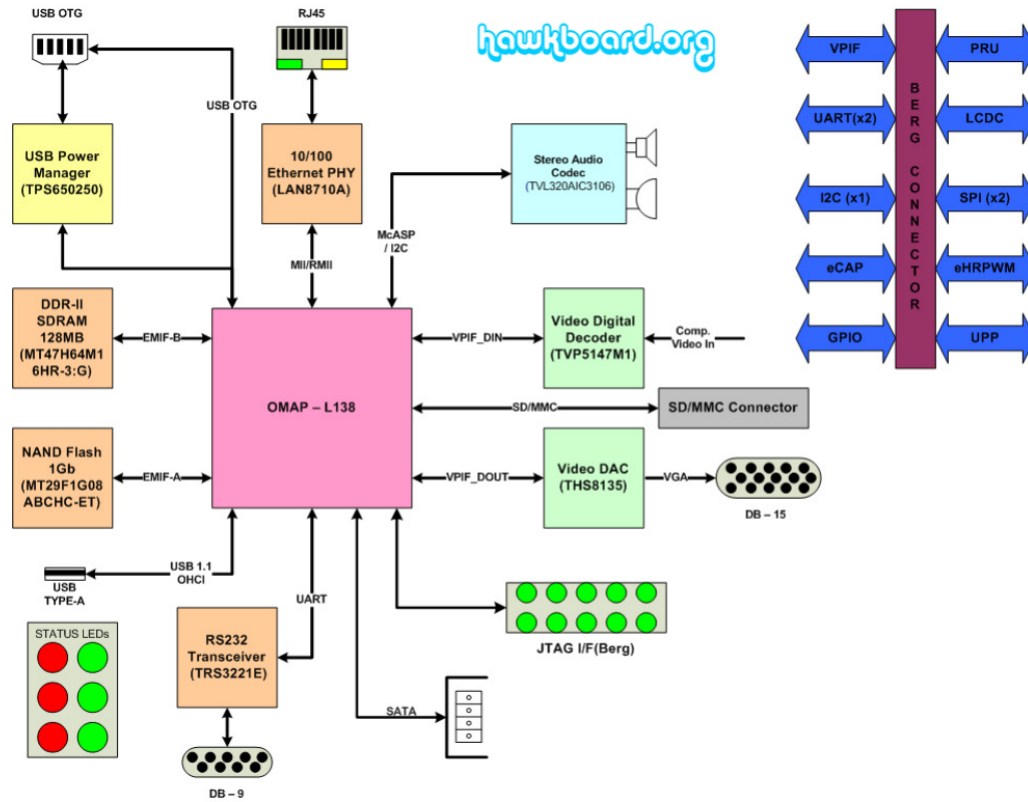 USB OTG
RJ45
hawkboard.org
VPIF
PRU
USB OTG
UART(x2)
LCDC
BERG CONNECTOR
USB Power
Manager
(TPS650250)
10/100
Ethernet PHY
(LAN8710A)
Stereo Audio
Codec
(TVL320AIC3106)
I2C (x1)
SPI (x2)
McASP
/ I2C
MII/RMII
eCAP
eHRPWM
DDR-II
SDRAM
128MB
(MT47H64M1
6HR-3:G)
EMIF-B
VPIF_DIN
Video Digital
Decoder
(TVP5147M1)
Comp.
Video In
GPIO
UPP
OMAP – L138
SD/MMC
SD/MMC Connector
NAND Flash
1Gb
(MT29F1G08
ABCHC-ET)
EMIF-A
VPIF_DOUT
Video DAC
(THS8135)
VGA
DB – 15
USB 1.1
OHCI
USB
TYPE-A
UART
STATUS LEDs
RS232
Transceiver
(TRS3221E)
JTAG I/F(Berg)
SATA
DB – 9